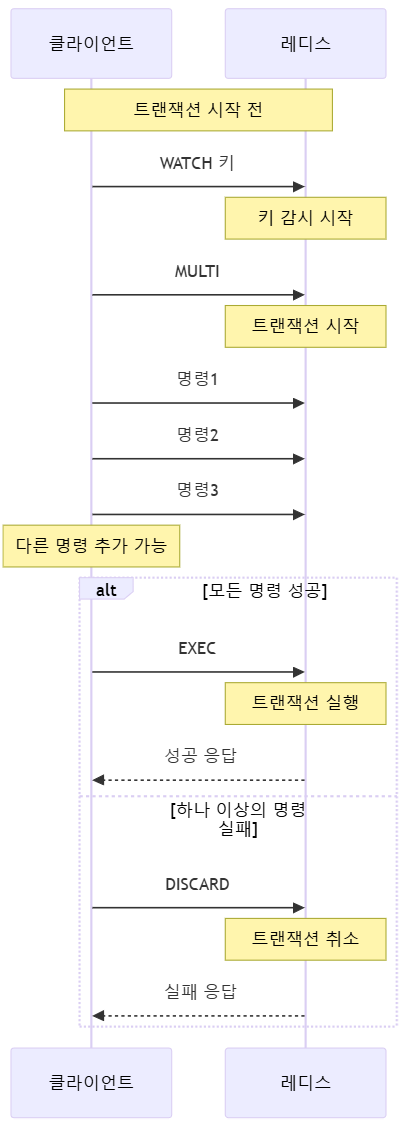 클라이언트
레디스
트랜잭션 시작 전
WATCH 키
키 감시 시작
MULTI
트랜잭션 시작
명령1
명령2
명령3
다른 명령 추가 가능
alt
[모든 명령 성공]
EXEC
트랜잭션 실행
성공 응답
[하나 이상의 명령
실패]
DISCARD
트랜잭션 취소
실패 응답
클라이언트
레디스